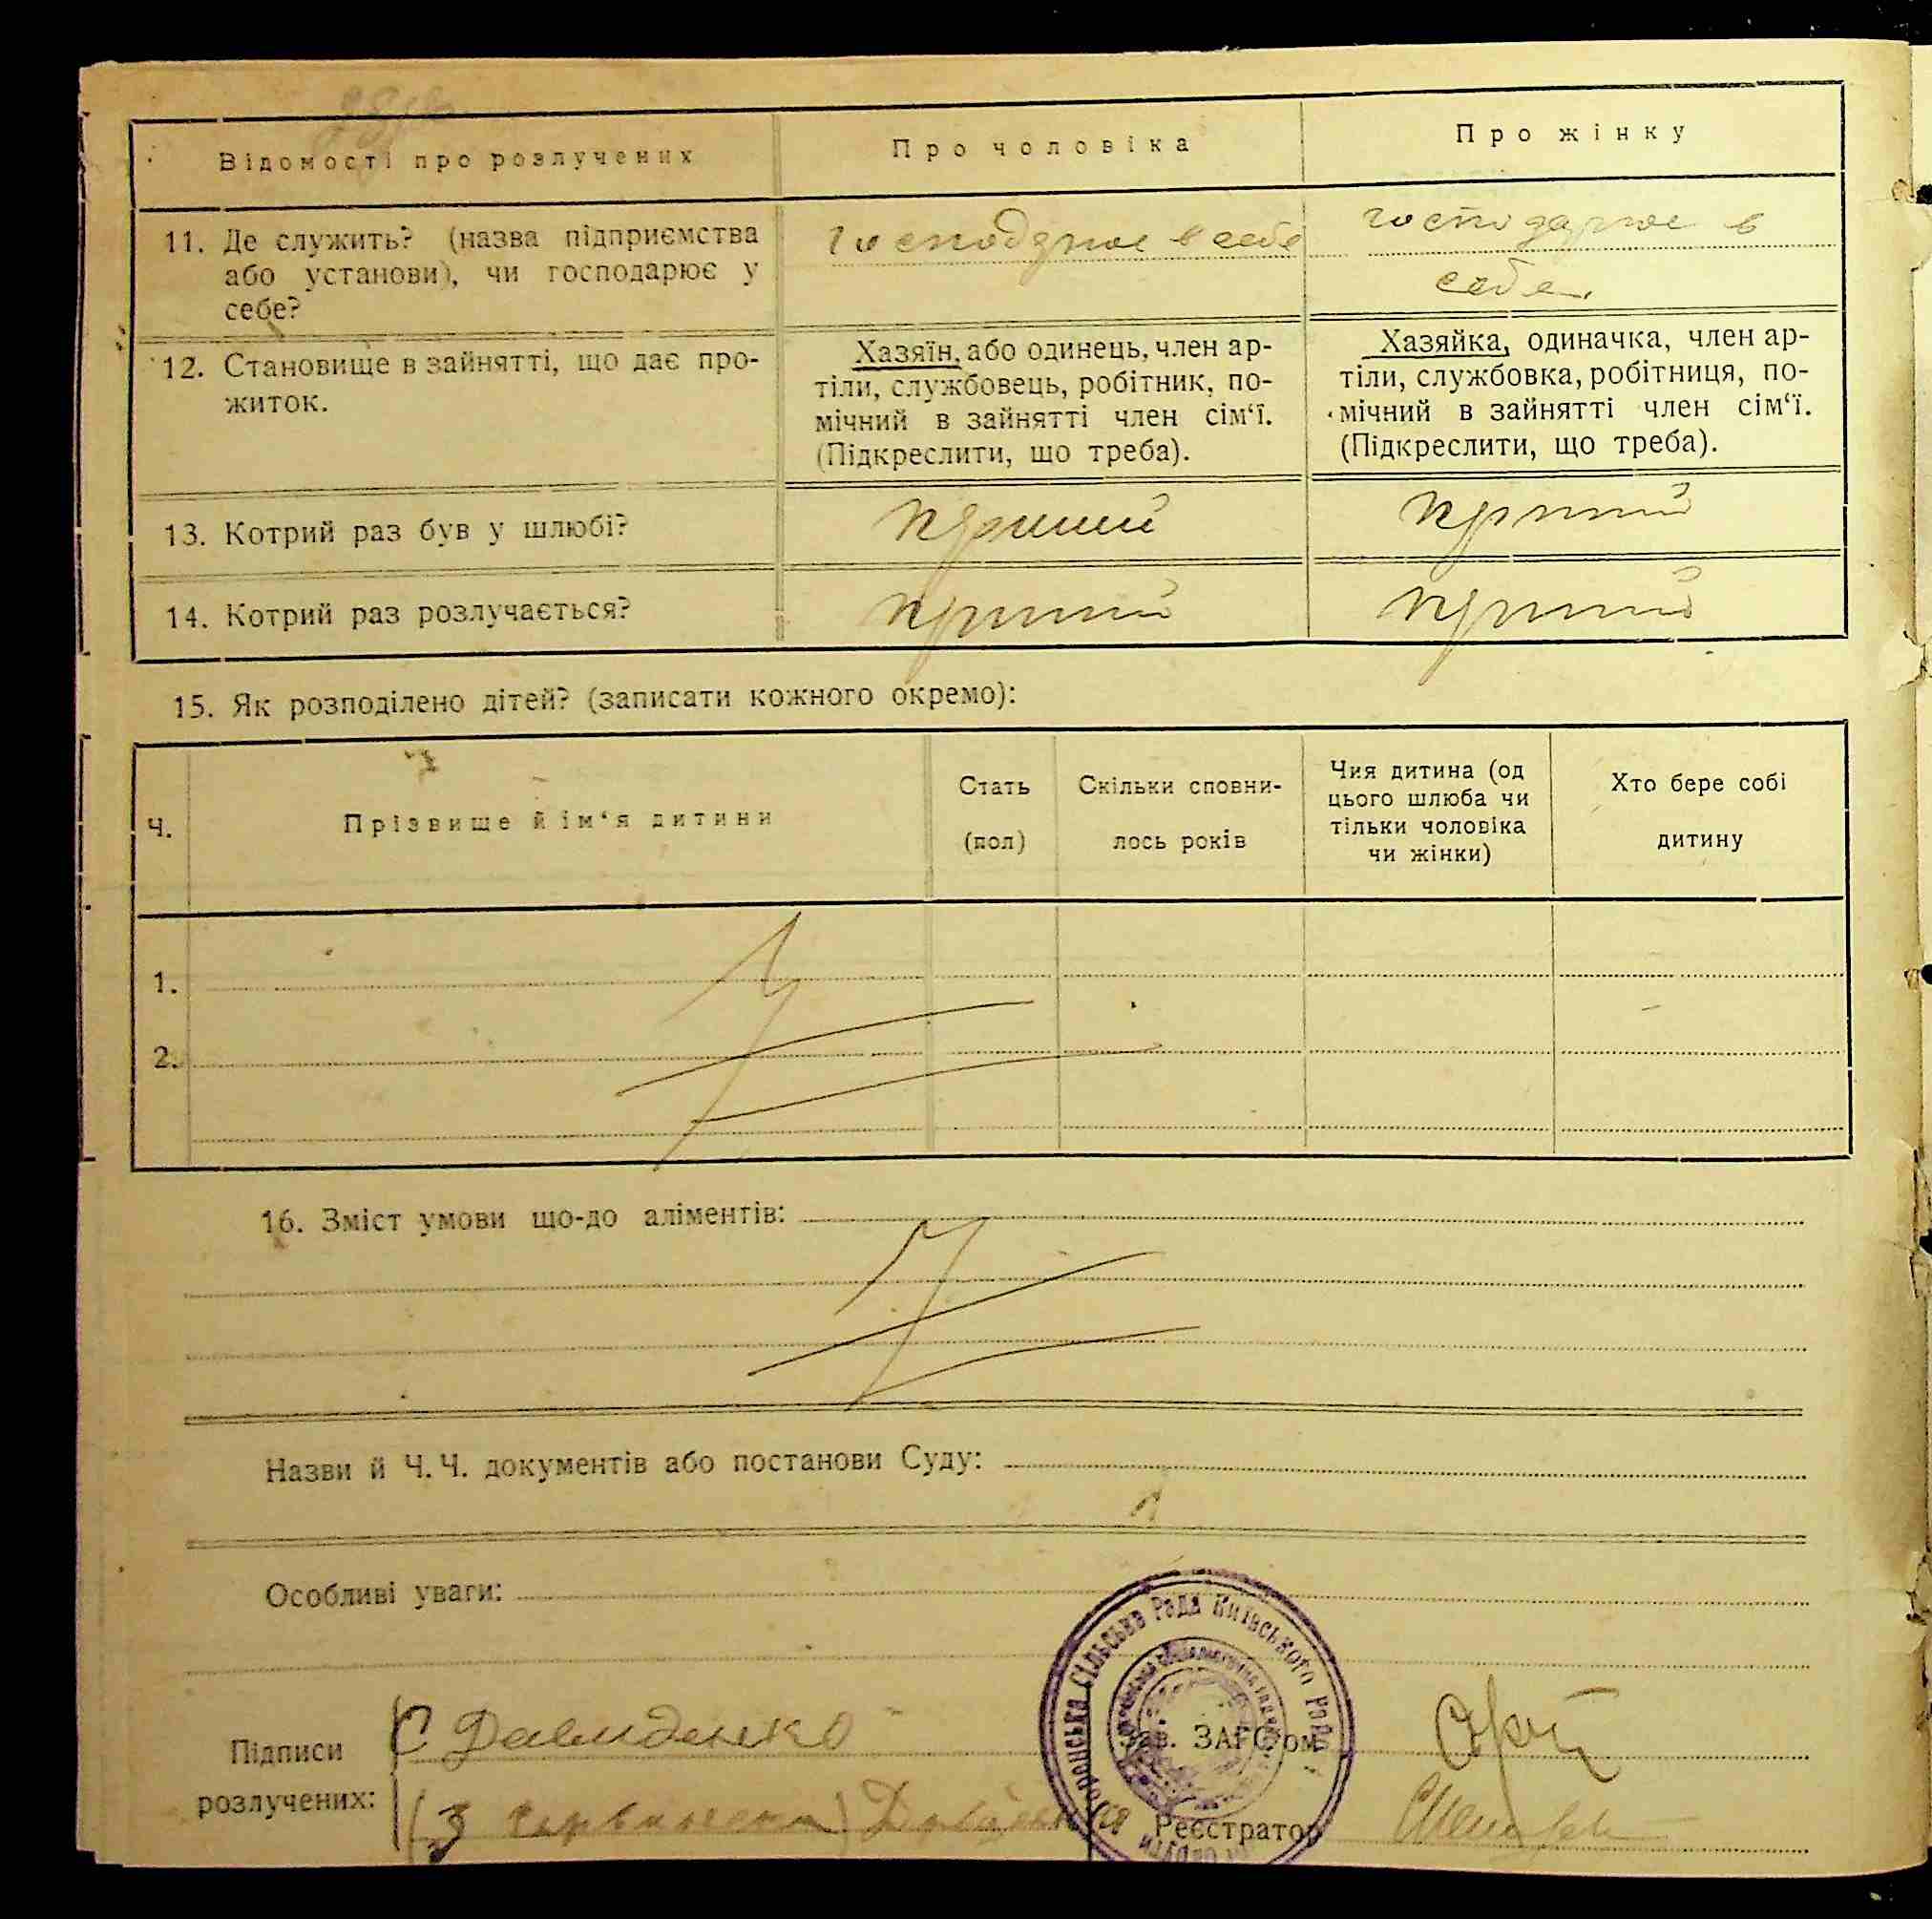 Відомості про розлучених
Про чоловіка
Про жінку
11. Де служить? (назва підприємства
або установи), чи господарює у
себе?
господарює в себе
господарює в
себе
12. Становище в зайнятті, що дає про-
житок.
Хазяїн, або одинець, член ар-
тіли, службовець, робітник, по-
мічний в зайнятті член сім‘ї.
(Підкреслити, що треба).
Хазяйка, одиначка, член ар-
тіли, службовка, робітниця, по-
мічний в зайнятті член сім‘ї.
(Підкреслити, що треба).
13. Котрий раз був у шлюбі?
14. Котрий раз розлучається?
15. Як розподілено дітей? (записати кожного окремо):
Ч.
Прізвище й ім‘я дитини
Стать
(пол)
Скільки сповни-
лось років
Чия дитина (од
цього шлюба чи
тільки чоловіка
чи жінки)
Хто бере собі
дитину
1.
2.
16. Зміст умови що-до аліментів:
Назви й Ч. Ч. документів або постанови Суду:
Особливі уваги:
Сільська Рада Київського
Підписи
розлучених:
С Давиденко
Зав. ЗАГС‘ом
Реєстратор